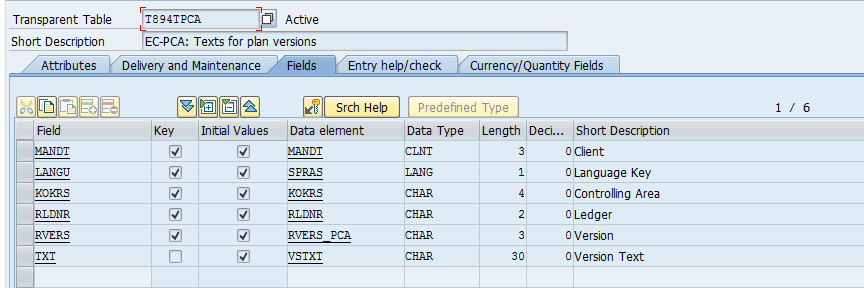 Transparent Table T894TPCA Active
Short Description EC-PCA: Texts for plan versions
Attributes Delivery and Maintenance Fields Entry help/check Currency/Quantity Fields
Srch Help Predefined Type 1 / 6
Field Key Initial Values Data element Data Type Length Deci... Short Description
MANDT MANDT CLNT 3 0 Client
LANGU SPRAS LANG 1 0 Language Key
KOKRS KOKRS CHAR 4 0 Controlling Area
RLDNR RLDNR CHAR 2 0 Ledger
RVERS RVERS_PCA CHAR 3 0 Version
TXT VSTXT CHAR 30 0 Version Text